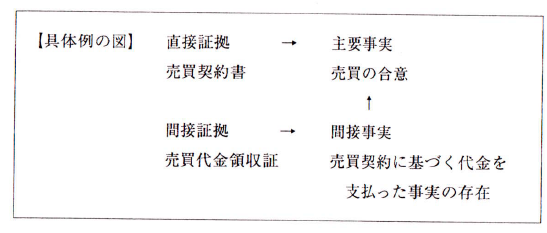 【具体例の図】 直接証拠 → 主要事実
売買契約書 売買の合意
↑
間接証拠 → 間接事実
売買代金領収証 売買契約に基づく代金を
支払った事実の存在